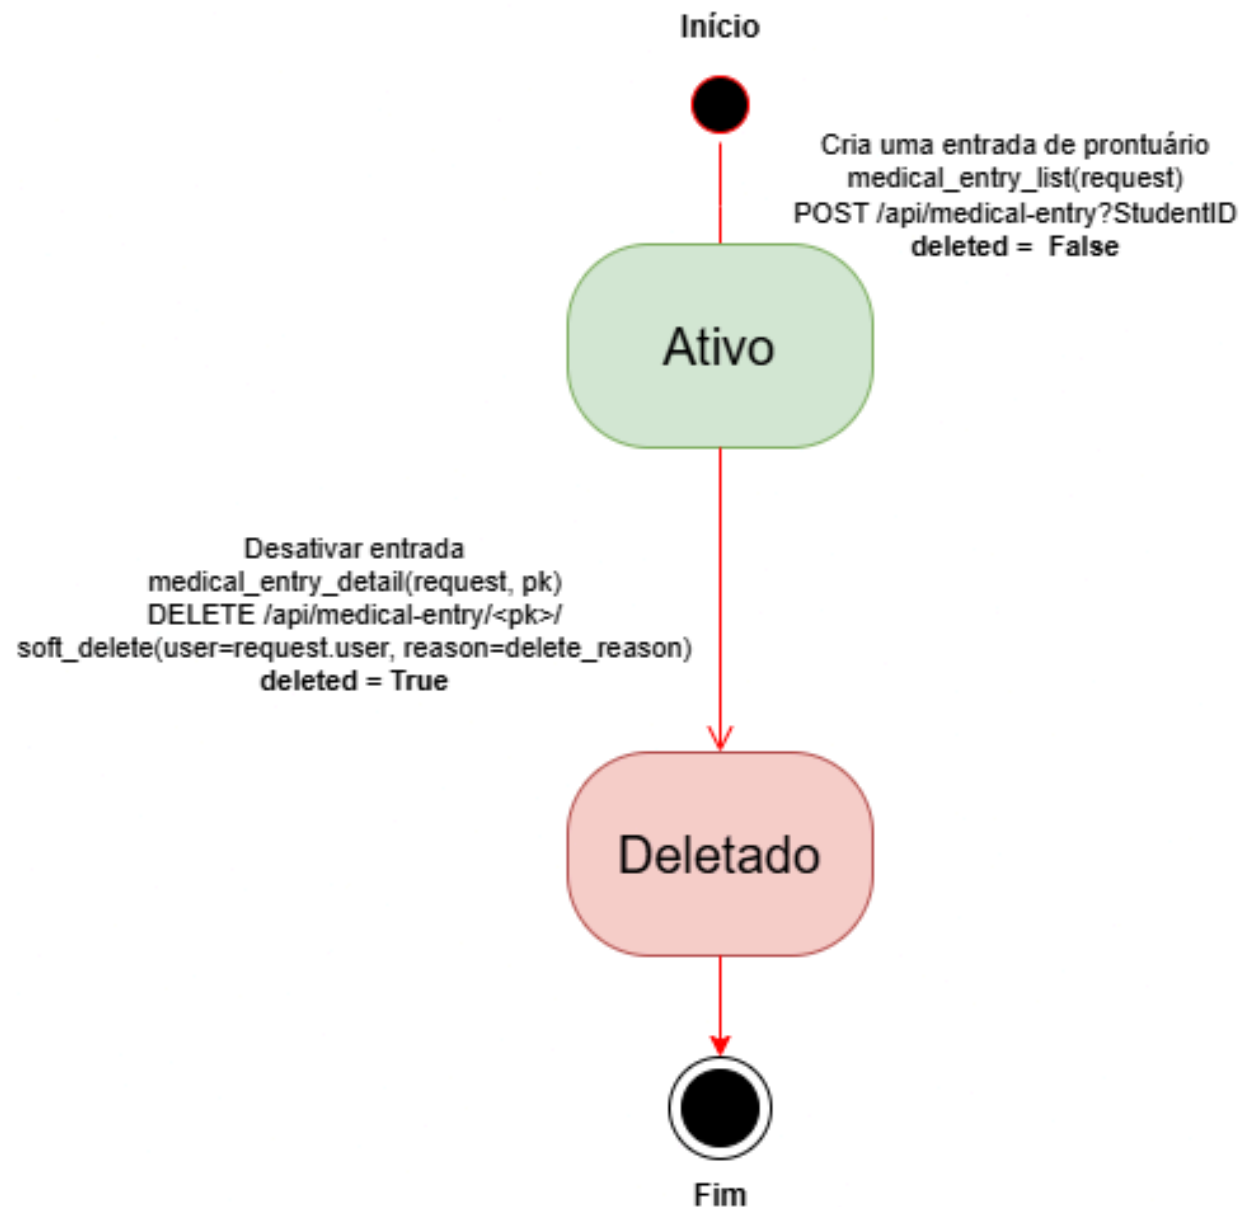 Início
Cria uma entrada de prontuário
medical_entry_list(request)
POST /api/medical-entry?StudentID
deleted = False
Ativo
Desativar entrada
medical_entry_detail(request, pk)
DELETE /api/medical-entry/<pk>/
soft_delete(user=request.user, reason=delete_reason)
deleted = True
Deletado
Fim